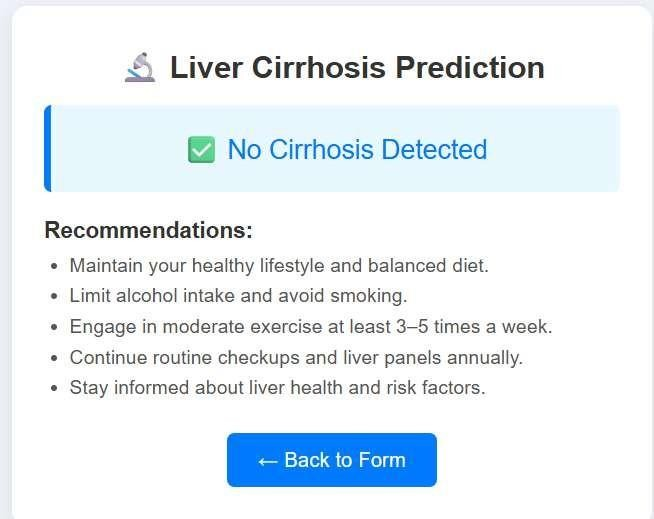 Liver Cirrhosis Prediction
No Cirrhosis Detected
Recommendations:
• Maintain your healthy lifestyle and balanced diet.
• Limit alcohol intake and avoid smoking.
• Engage in moderate exercise at least 3–5 times a week.
• Continue routine checkups and liver panels annually.
• Stay informed about liver health and risk factors.
← Back to Form